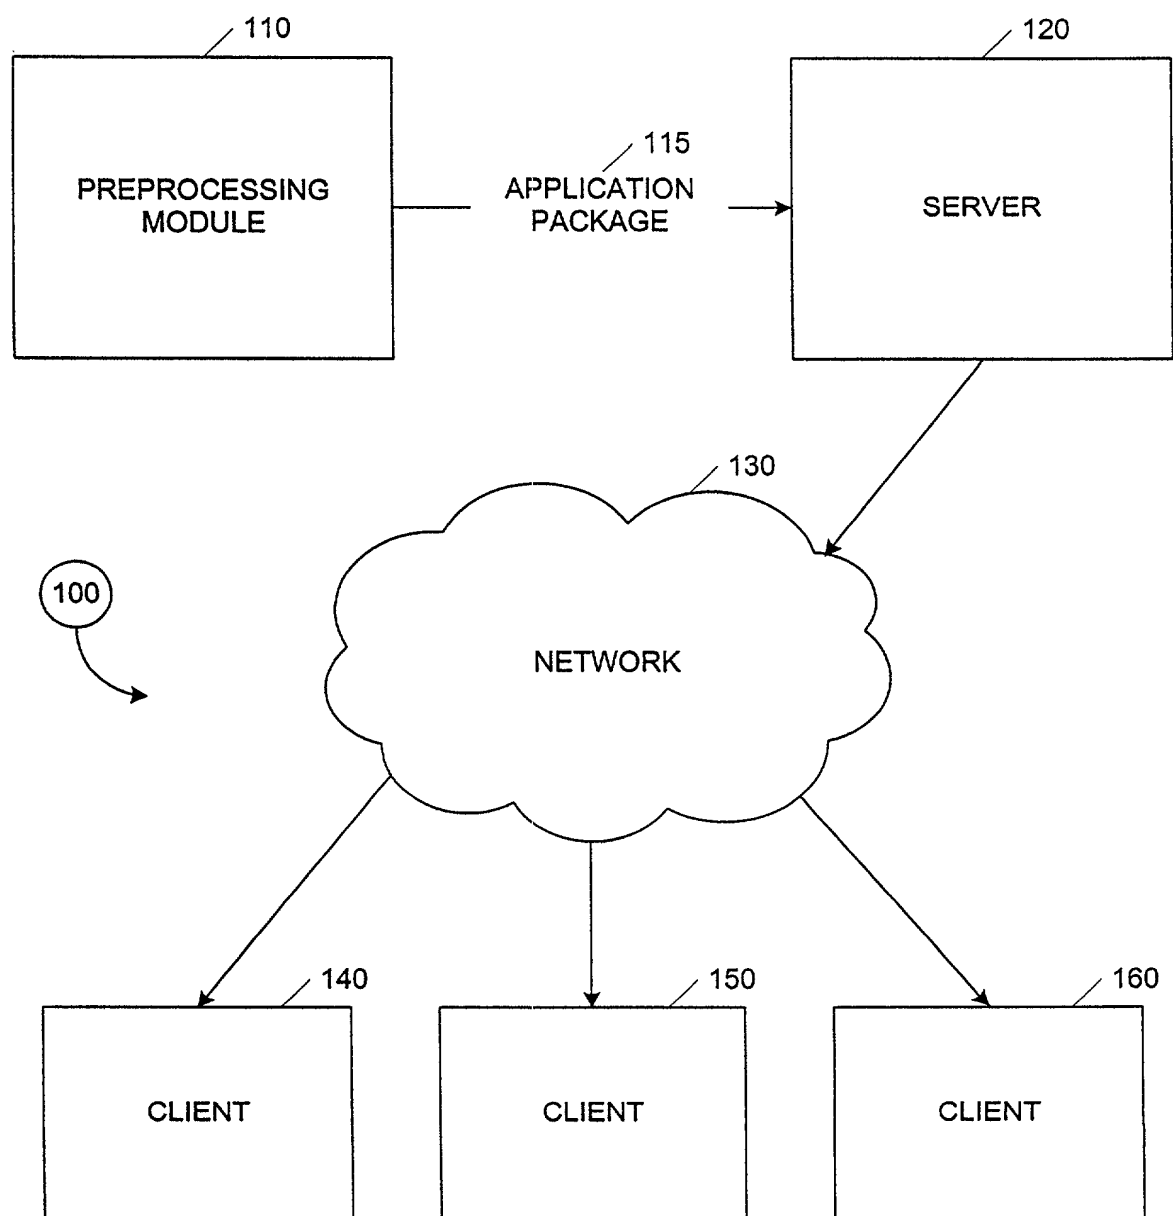 110
120
115
PREPROCESSING
MODULE
APPLICATION
PACKAGE
SERVER
130
100
NETWORK
140
150
160
CLIENT
CLIENT
CLIENT